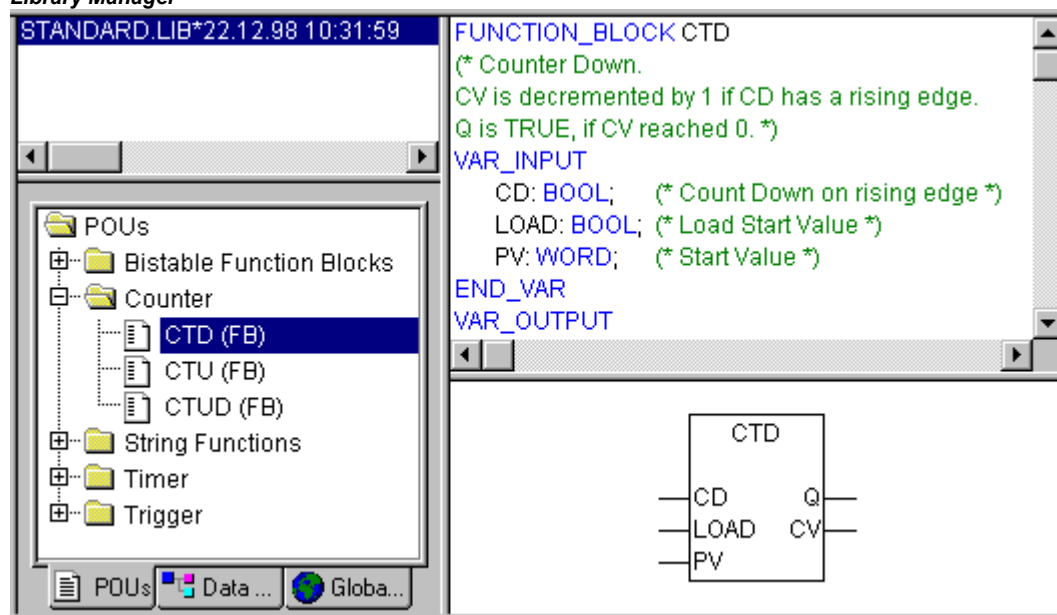 Library Manager
STANDARD.LIB*22.12.98 10:31:59
POUs
Bistable Function Blocks
Counter
CTD (FB)
CTU (FB)
CTUD (FB)
String Functions
Timer
Trigger
POUs Data ... Globa...
FUNCTION_BLOCK CTD
(* Counter Down.
CV is decremented by 1 if CD has a rising edge.
Q is TRUE, if CV reached 0. *)
VAR_INPUT
CD: BOOL; (* Count Down on rising edge *)
LOAD: BOOL; (* Load Start Value *)
PV: WORD; (* Start Value *)
END_VAR
VAR_OUTPUT
CTD
CD Q
LOAD CV
PV